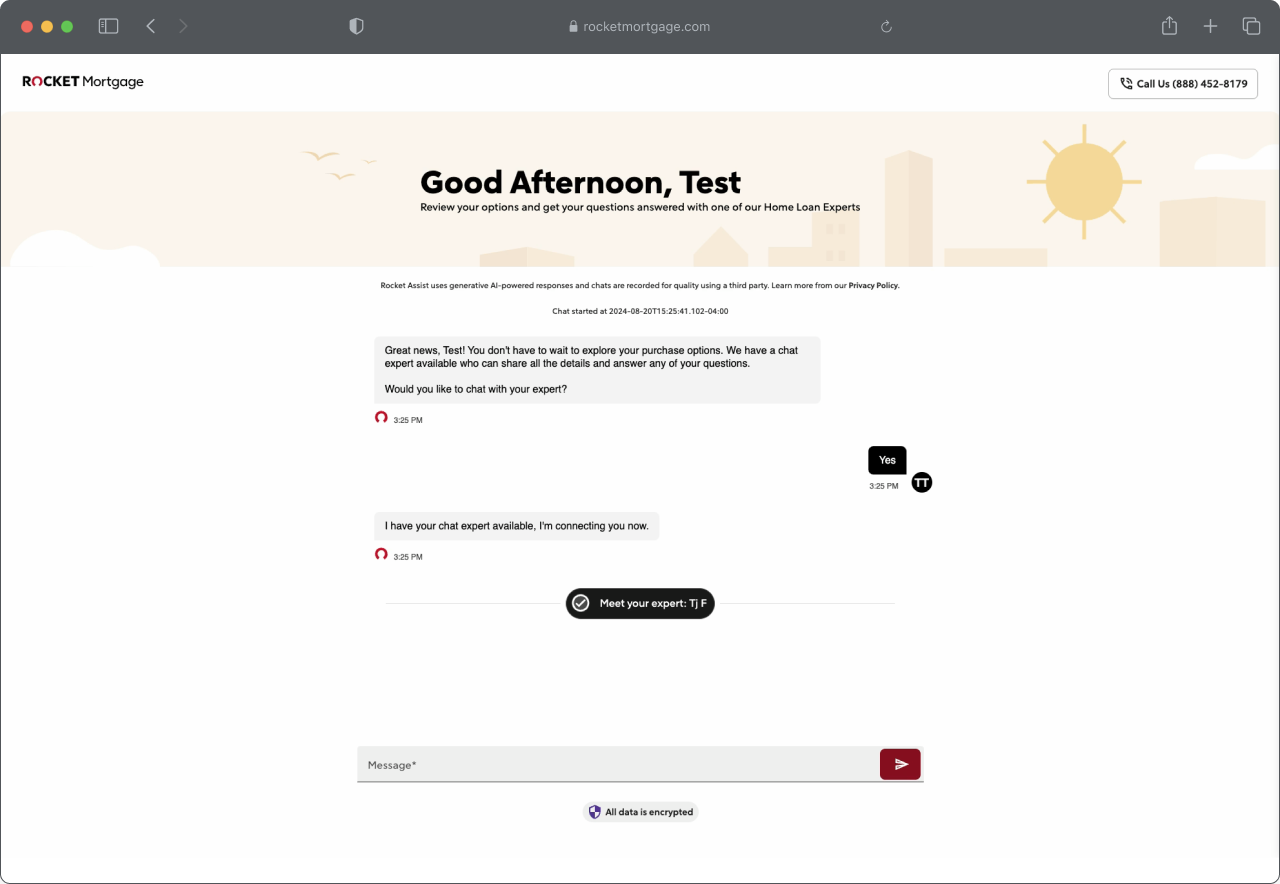 rocketmortgage.com
ROCKET Mortgage
Call Us (888) 452-8179
Good Afternoon, Test
Review your options and get your questions answered with one of our Home Loan Experts
Rocket Assist uses generative AI-powered responses and chats are recorded for quality using a third party. Learn more from our Privacy Policy.
Chat started at 2024-08-20T15:25:41.102-04:00
Great news, Test! You don't have to wait to explore your purchase options. We have a chat
expert available who can share all the details and answer any of your questions.
Would you like to chat with your expert?
3:25 PM
Yes
3:25 PM
TT
I have your chat expert available, I'm connecting you now.
3:25 PM
Meet your expert: Tj F
Message*
All data is encrypted